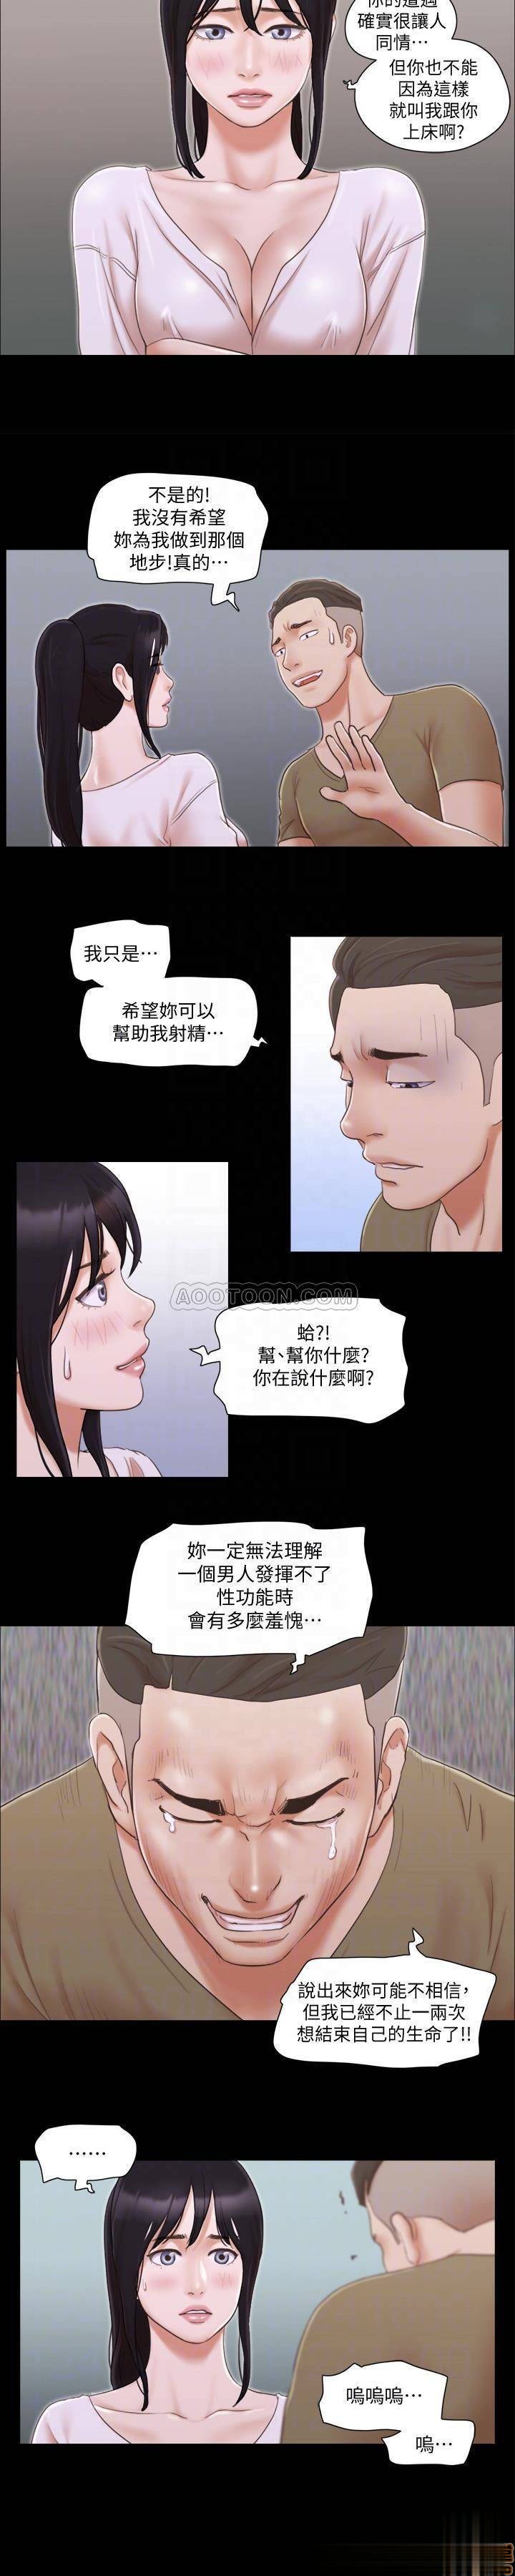 你的遭遇
確實很讓人
同情…
但你也不能
因為這樣
就叫我跟你
上床啊?
不是的!
我沒有希望
妳為我做到那個
地步!真的…
我只是…
希望妳可以
幫助我射精…
AOOTOON.COM
蛤?!
幫、幫你什麼?
你在說什麼啊?
妳一定無法理解
一個男人發揮不了
性功能時
會有多麼羞愧…
說出來妳可能不相信,
但我已經不止一兩次
想結束自己的生命了!!
……
嗚嗚嗚…
嗚…